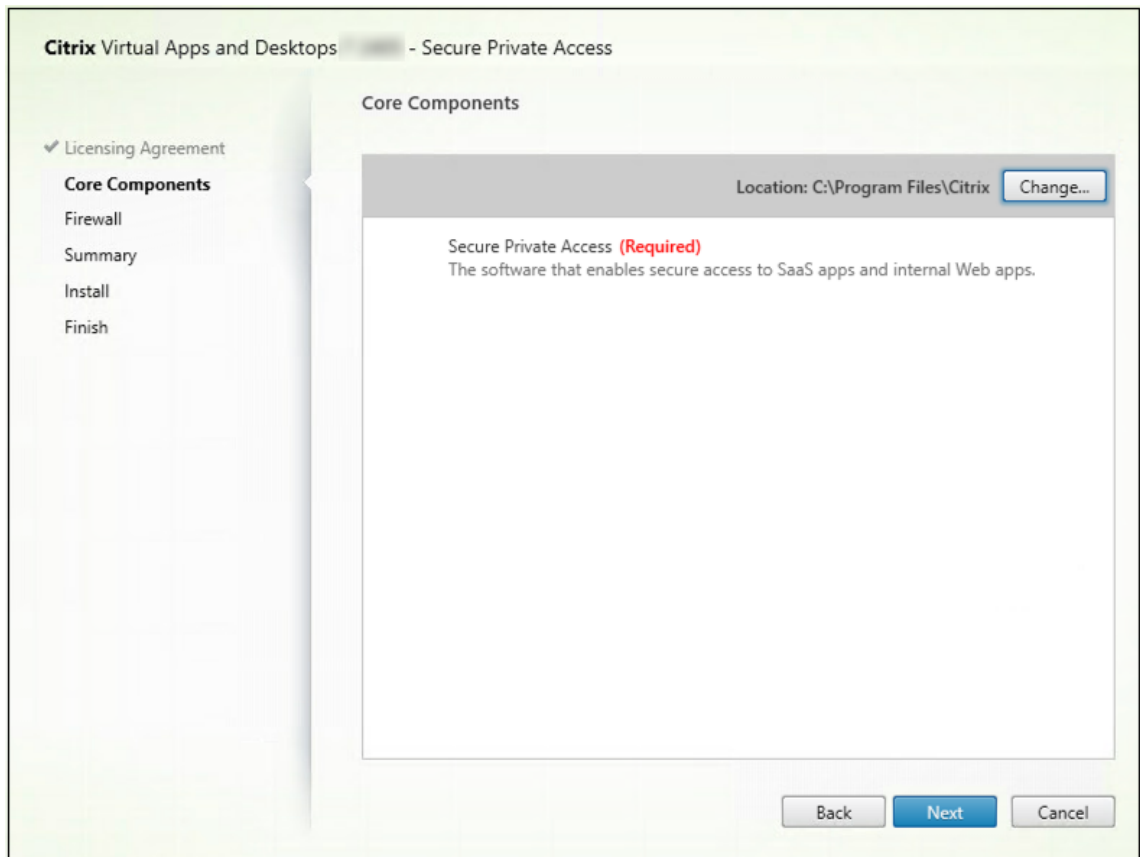 Citrix Virtual Apps and Desktops - Secure Private Access
Core Components
✔ Licensing Agreement
Core Components
Firewall
Summary
Install
Finish
Location: C:\Program Files\Citrix
Change...
Secure Private Access (Required)
The software that enables secure access to SaaS apps and internal Web apps.
Back
Next
Cancel